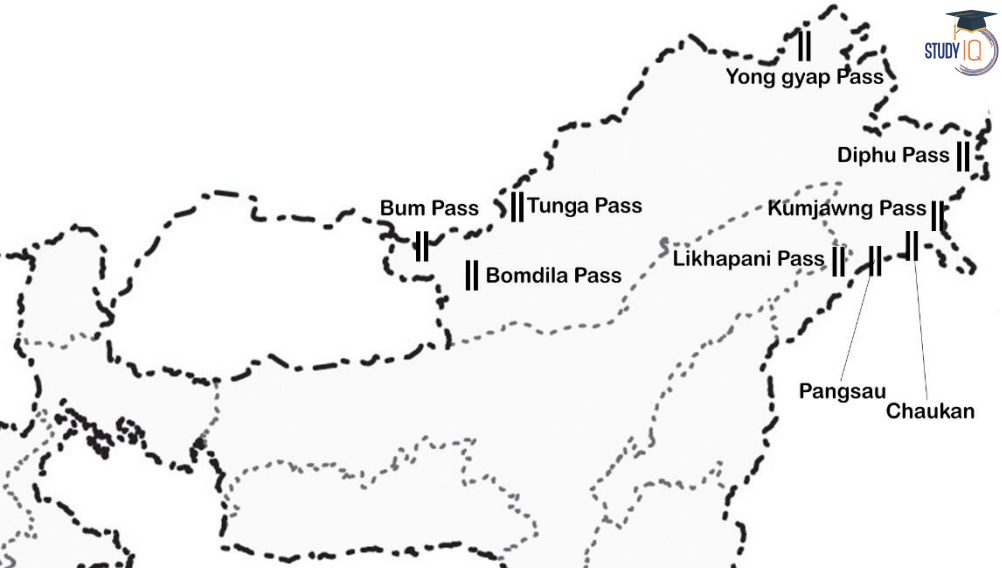 STUDY IQ
Yong gyap Pass
Diphu Pass
Bum Pass
Tunga Pass
Kumjawng Pass
Likhapani Pass
Bomdila Pass
Pangsau
Chaukan